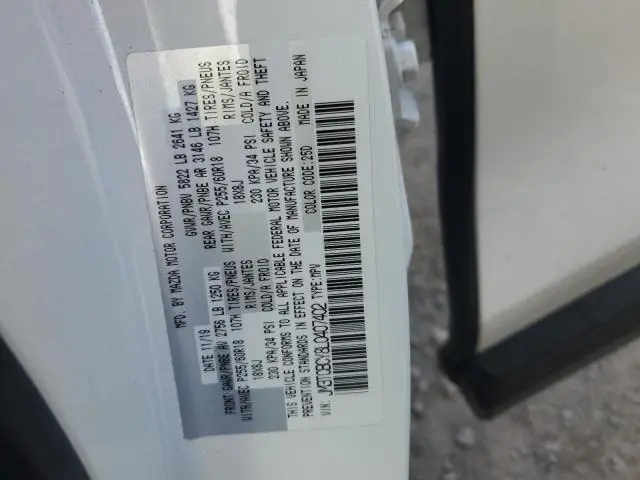 MFD. BY MAZDA MOTOR CORPORATION
DATE 11/19 GVWR/PNBV 5822 LB 2641 KG
FRONT GAWR/PNBE AV 2756 LB 1250 KG REAR GAWR/PNBE AR 3146 LB 1427 KG
WITH/AVEC P255/60R18 107H TIRES/PNEUS WITH/AVEC P255/60R18 107H TIRES/PNEUS
18X8J RIMS/JANTES 18X8J RIMS/JANTES
230 KPA/34 PSI COLD/A FROID 230 KPA/34 PSI COLD/A FROID
THIS VEHICLE CONFORMS TO ALL APPLICABLE FEDERAL MOTOR VEHICLE SAFETY AND THEFT
PREVENTION STANDARDS IN EFFECT ON THE DATE OF MANUFACTURE SHOWN ABOVE.
VIN: JM3TCBCY8L0407402 TYPE:MPV COLOR CODE:25D MADE IN JAPAN